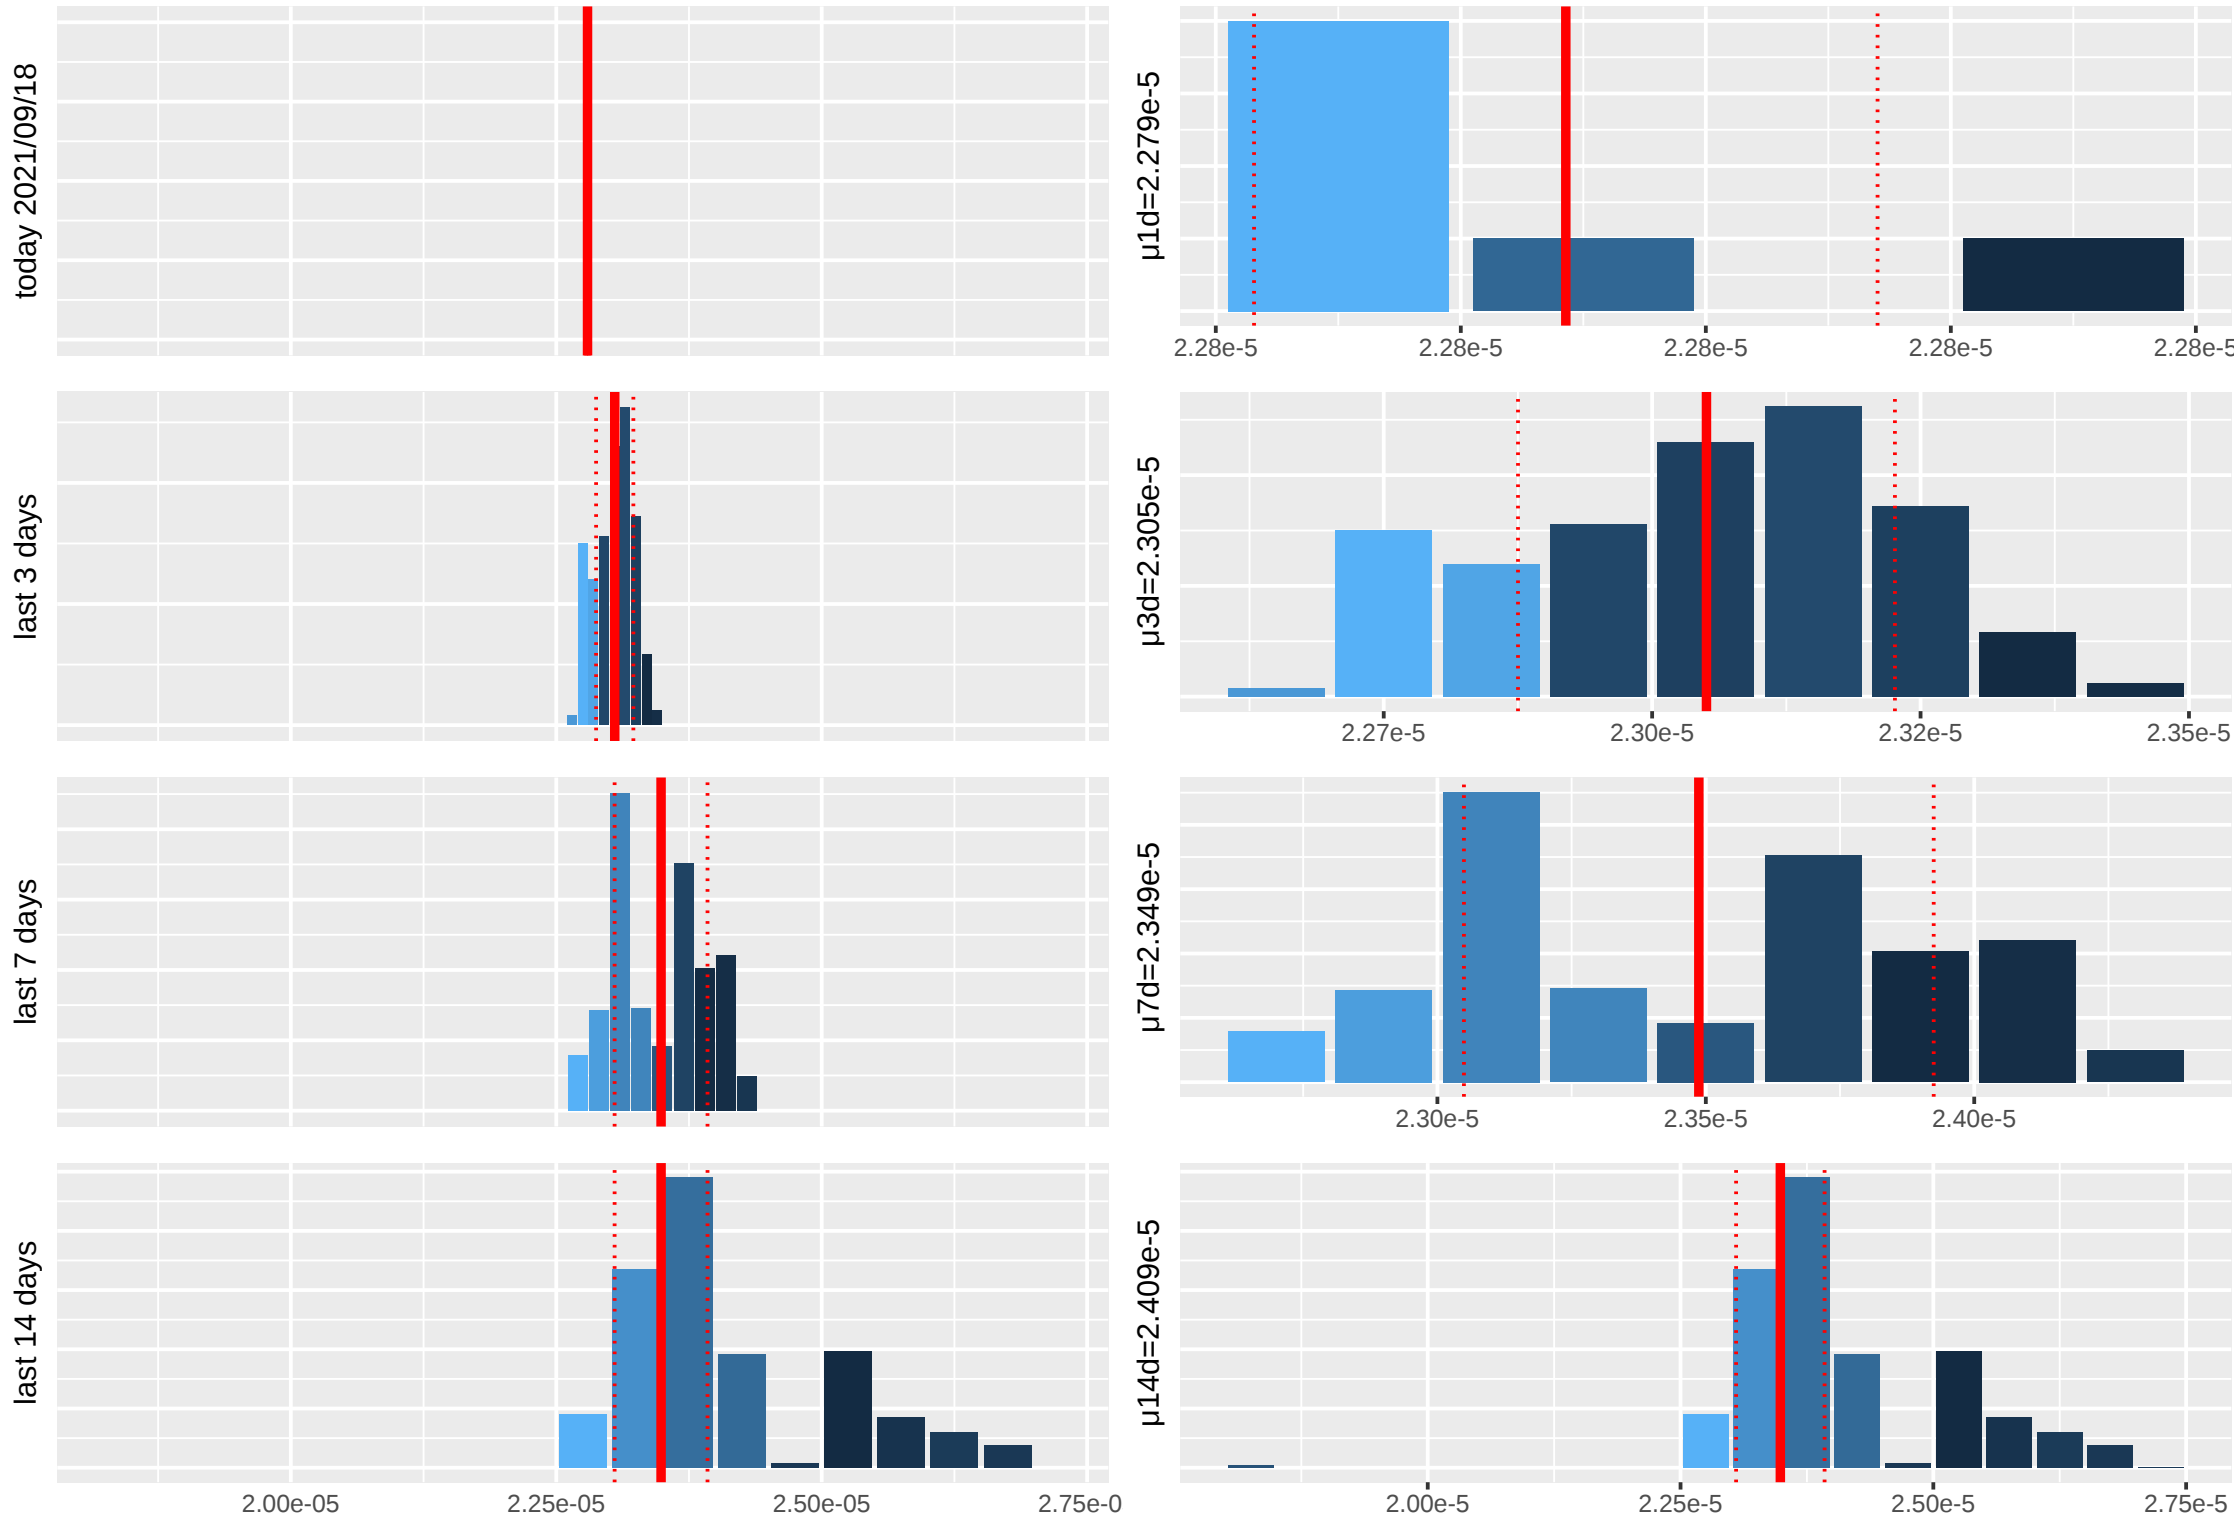 today 2021/09/18
µ1d=2.279e-5
2.28e-5 2.28e-5 2.28e-5 2.28e-5 2.28e-5
last 3 days
µ3d=2.305e-5
2.27e-5 2.30e-5 2.32e-5 2.35e-5
last 7 days
µ7d=2.349e-5
2.30e-5 2.35e-5 2.40e-5
last 14 days
µ14d=2.409e-5
2.00e-05 2.25e-05 2.50e-05 2.75e-0
2.00e-5 2.25e-5 2.50e-5 2.75e-5